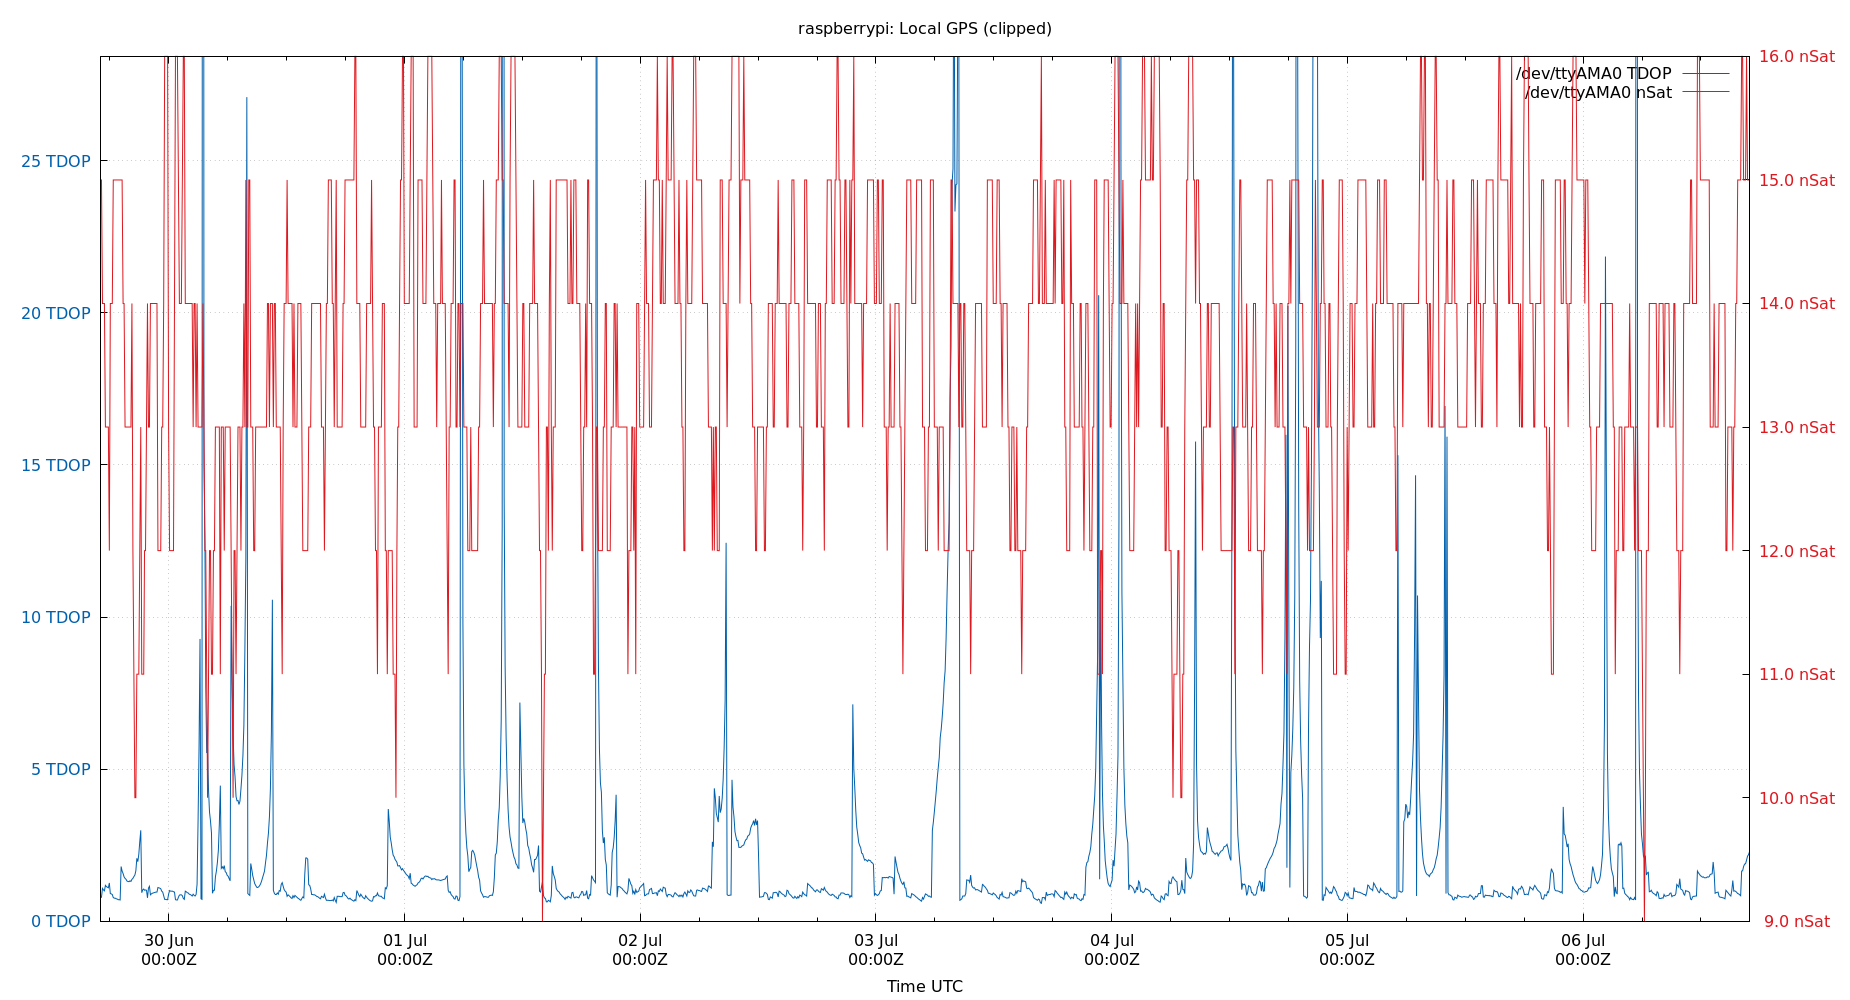 raspberrypi: Local GPS (clipped)
/dev/ttyAMA0 TDOP
/dev/ttyAMA0 nSat
25 TDOP
20 TDOP
15 TDOP
10 TDOP
5 TDOP
0 TDOP
16.0 nSat
15.0 nSat
14.0 nSat
13.0 nSat
12.0 nSat
11.0 nSat
10.0 nSat
9.0 nSat
30 Jun
00:00Z
01 Jul
00:00Z
02 Jul
00:00Z
03 Jul
00:00Z
04 Jul
00:00Z
05 Jul
00:00Z
06 Jul
00:00Z
Time UTC